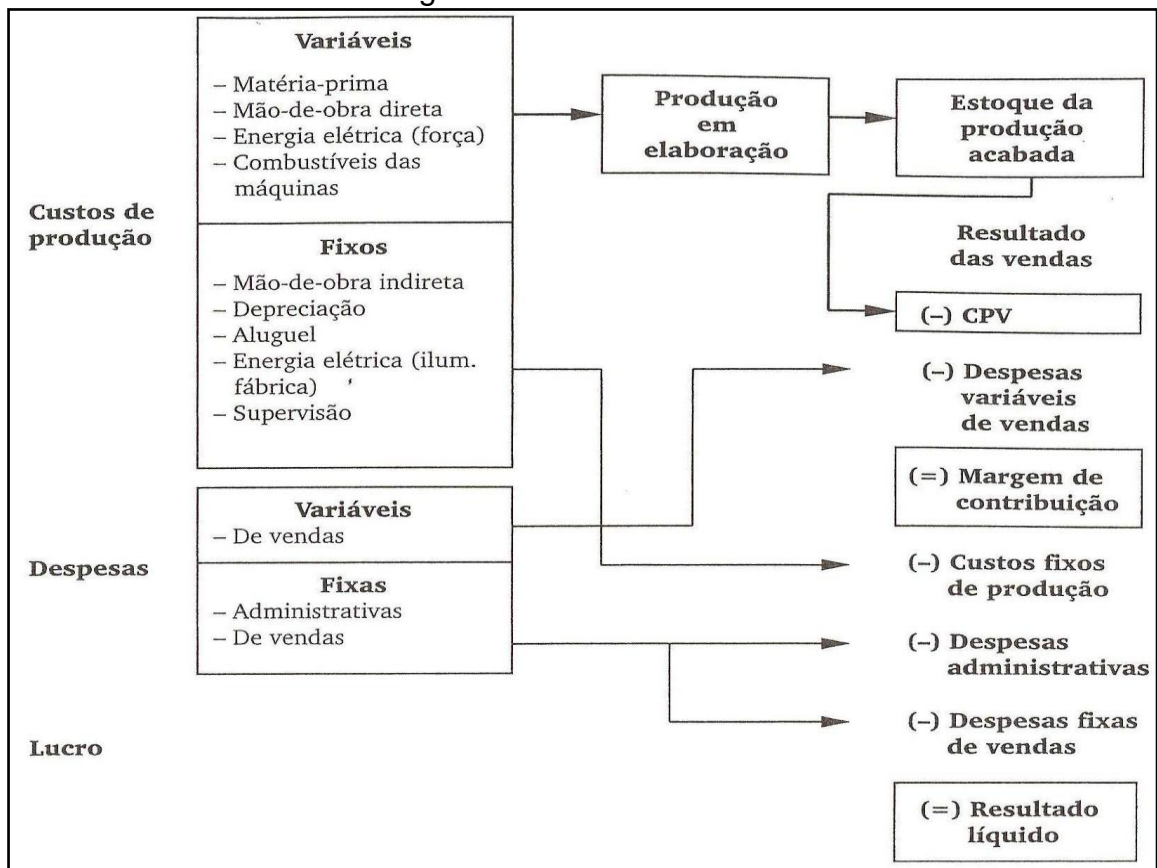 Variáveis
– Matéria-prima
– Mão-de-obra direta
– Energia elétrica (força)
– Combustíveis das
máquinas
Produção
em
elaboração
Estoque da
produção
acabada
Custos de
produção
Fixos
– Mão-de-obra indireta
– Depreciação
– Aluguel
– Energia elétrica (ilum.
fábrica)
– Supervisão
Resultado
das vendas
(–) CPV
(–) Despesas
variáveis
de vendas
(=) Margem de
contribuição
Despesas
Variáveis
– De vendas
Fixas
– Administrativas
– De vendas
(–) Custos fixos
de produção
(–) Despesas
administrativas
(–) Despesas fixas
de vendas
Lucro
(=) Resultado
líquido